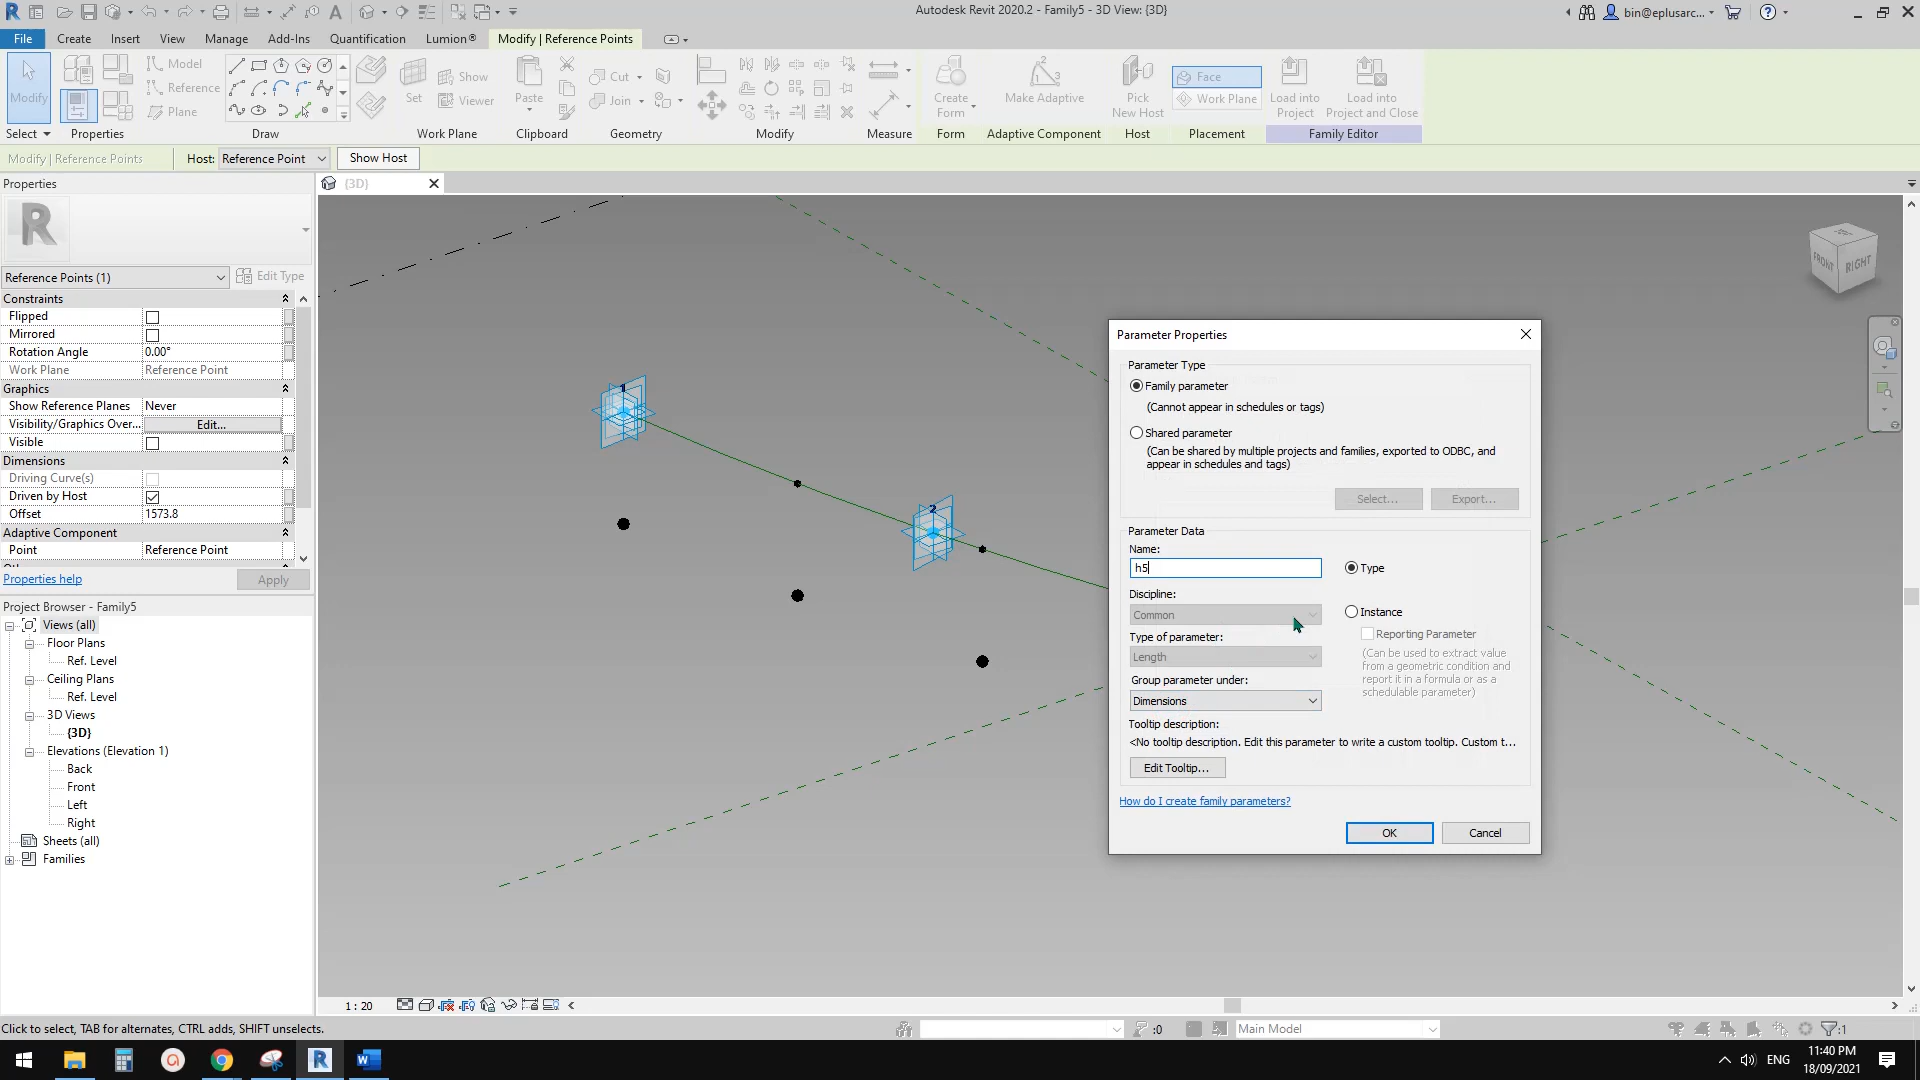 Autodesk Revit 2020.2 - Family5 - 3D View: {3D}
bin@eplusarc...
File Create Insert View Manage Add-Ins Quantification Lumion® Modify | Reference Points
Modify
Model
Reference
Plane
Set
Show
Viewer
Paste
Cut
Join
Create
Form
Make Adaptive
Pick
New Host
Face
Work Plane
Load into
Project
Load into
Project and Close
Select Properties Draw Work Plane Clipboard Geometry Modify Measure Form Adaptive Component Host Placement Family Editor
Modify | Reference Points Host: Reference Point Show Host
Properties
{3D}
R
Reference Points (1) Edit Type
Constraints
Flipped
Mirrored
Rotation Angle 0.00°
Work Plane Reference Point
Graphics
Show Reference Planes Never
Visibility/Graphics Over... Edit...
Visible
Dimensions
Driving Curve(s)
Driven by Host
Offset 1573.8
Adaptive Component
Point Reference Point
Properties help Apply
Project Browser - Family5
Views (all)
Floor Plans
Ref. Level
Ceiling Plans
Ref. Level
3D Views
{3D}
Elevations (Elevation 1)
Back
Front
Left
Right
Sheets (all)
Families
1
2
TOP
FRONT RIGHT
Parameter Properties
Parameter Type
Family parameter
(Cannot appear in schedules or tags)
Shared parameter
(Can be shared by multiple projects and families, exported to ODBC, and
appear in schedules and tags)
Select... Export...
Parameter Data
Name:
h5
Type
Discipline:
Common
Instance
Type of parameter:
Reporting Parameter
Length
(Can be used to extract value
from a geometric condition and
report it in a formula or as a
schedulable parameter)
Group parameter under:
Dimensions
Tooltip description:
<No tooltip description. Edit this parameter to write a custom tooltip. Custom t...
Edit Tooltip...
How do I create family parameters?
OK Cancel
1 : 20
Click to select, TAB for alternates, CTRL adds, SHIFT unselects.
:0
Main Model
:1
ENG
11:40 PM
18/09/2021